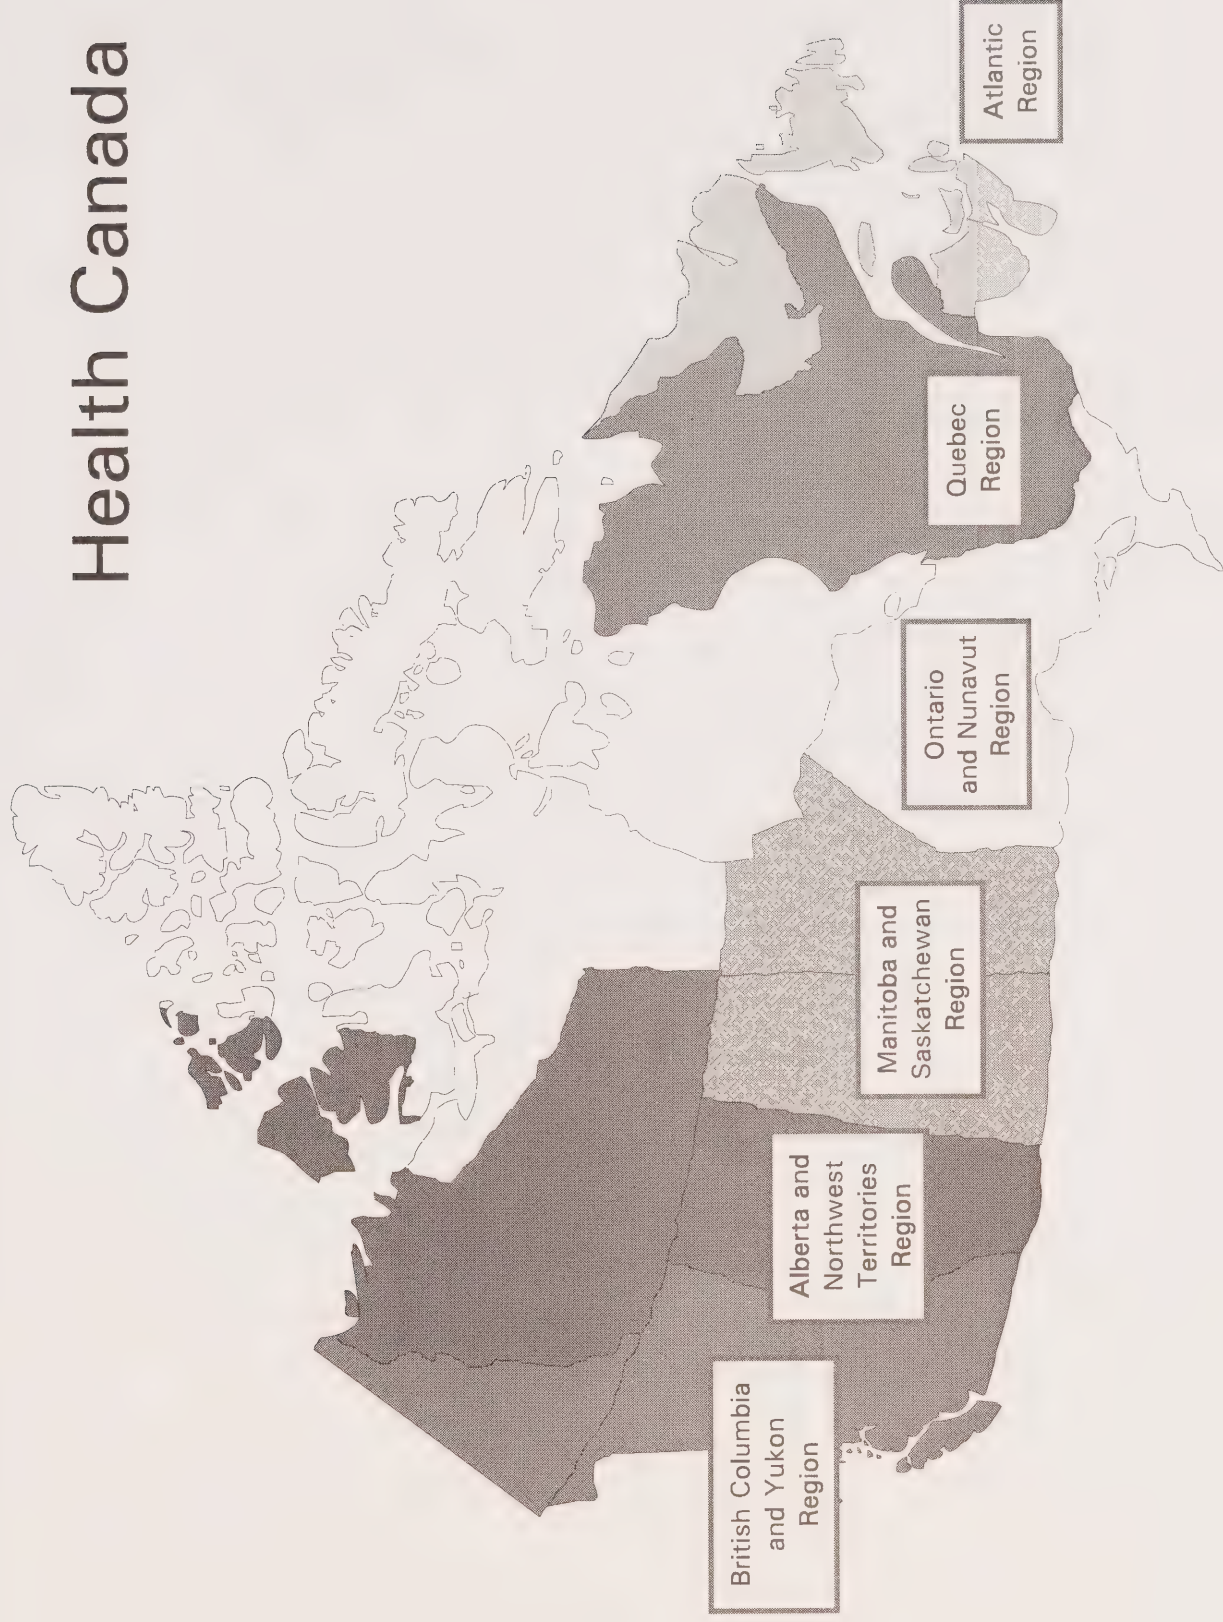 Health Canada
British Columbia
and Yukon
Region
Alberta and
Northwest
Territories
Region
Manitoba and
Saskatchewan
Region
Ontario
and Nunavut
Region
Quebec
Region
Atlantic
Region